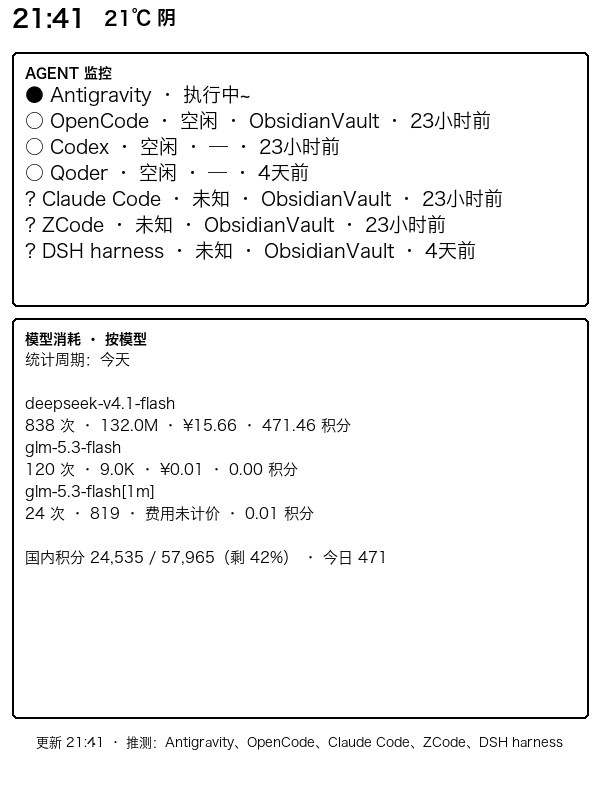 21:41 21°C 阴
AGENT 监控
● Antigravity · 执行中~
○ OpenCode · 空闲 · ObsidianVault · 23小时前
○ Codex · 空闲 · — · 23小时前
○ Qoder · 空闲 · — · 4天前
? Claude Code · 未知 · ObsidianVault · 23小时前
? ZCode · 未知 · ObsidianVault · 23小时前
? DSH harness · 未知 · ObsidianVault · 4天前
模型消耗 · 按模型
统计周期：今天
deepseek-v4.1-flash
838 次 · 132.0M · ¥15.66 · 471.46 积分
glm-5.3-flash
120 次 · 9.0K · ¥0.01 · 0.00 积分
glm-5.3-flash[1m]
24 次 · 819 · 费用未计价 · 0.01 积分
国内积分 24,535 / 57,965（剩 42%） · 今日 471
更新 21:41 · 推测：Antigravity、OpenCode、Claude Code、ZCode、DSH harness